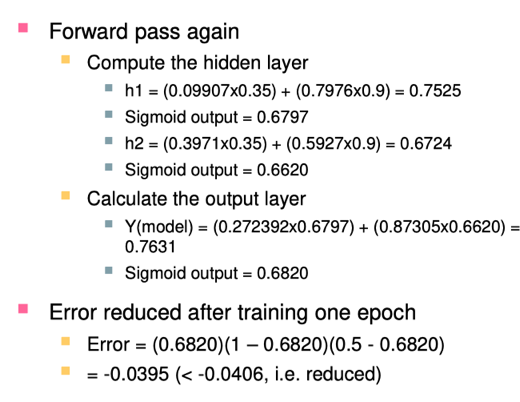 Forward pass again
Compute the hidden layer
h1 = (0.09907x0.35) + (0.7976x0.9) = 0.7525
Sigmoid output = 0.6797
h2 = (0.3971x0.35) + (0.5927x0.9) = 0.6724
Sigmoid output = 0.6620
Calculate the output layer
Y(model) = (0.272392x0.6797) + (0.87305x0.6620) =
0.7631
Sigmoid output = 0.6820
Error reduced after training one epoch
Error = (0.6820)(1 – 0.6820)(0.5 - 0.6820)
= -0.0395 (< -0.0406, i.e. reduced)